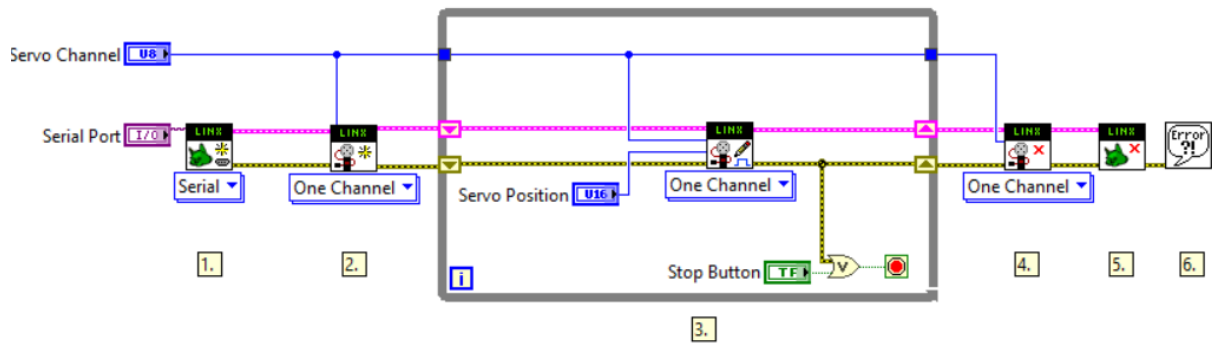 Servo Channel U8
Serial Port I/O
LINX
Serial
LINX
One Channel
Servo Position U16
LINX
One Channel
Stop Button TF
V
i
LINX
One Channel
LINX
Error
?!
1.
2.
3.
4.
5.
6.